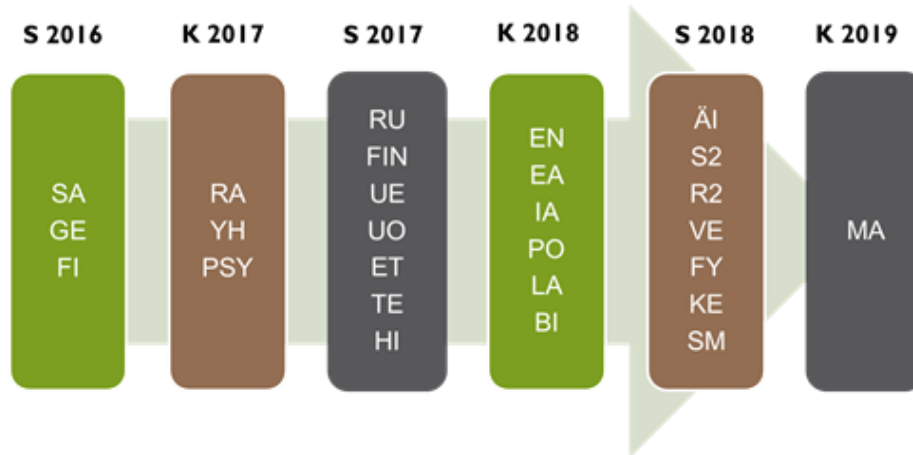 S 2016
K 2017
S 2017
K 2018
S 2018
K 2019
SA
GE
FI
RA
YH
PSY
RU
FIN
UE
UO
ET
TE
HI
EN
EA
IA
PO
LA
BI
ÄI
S2
R2
VE
FY
KE
SM
MA